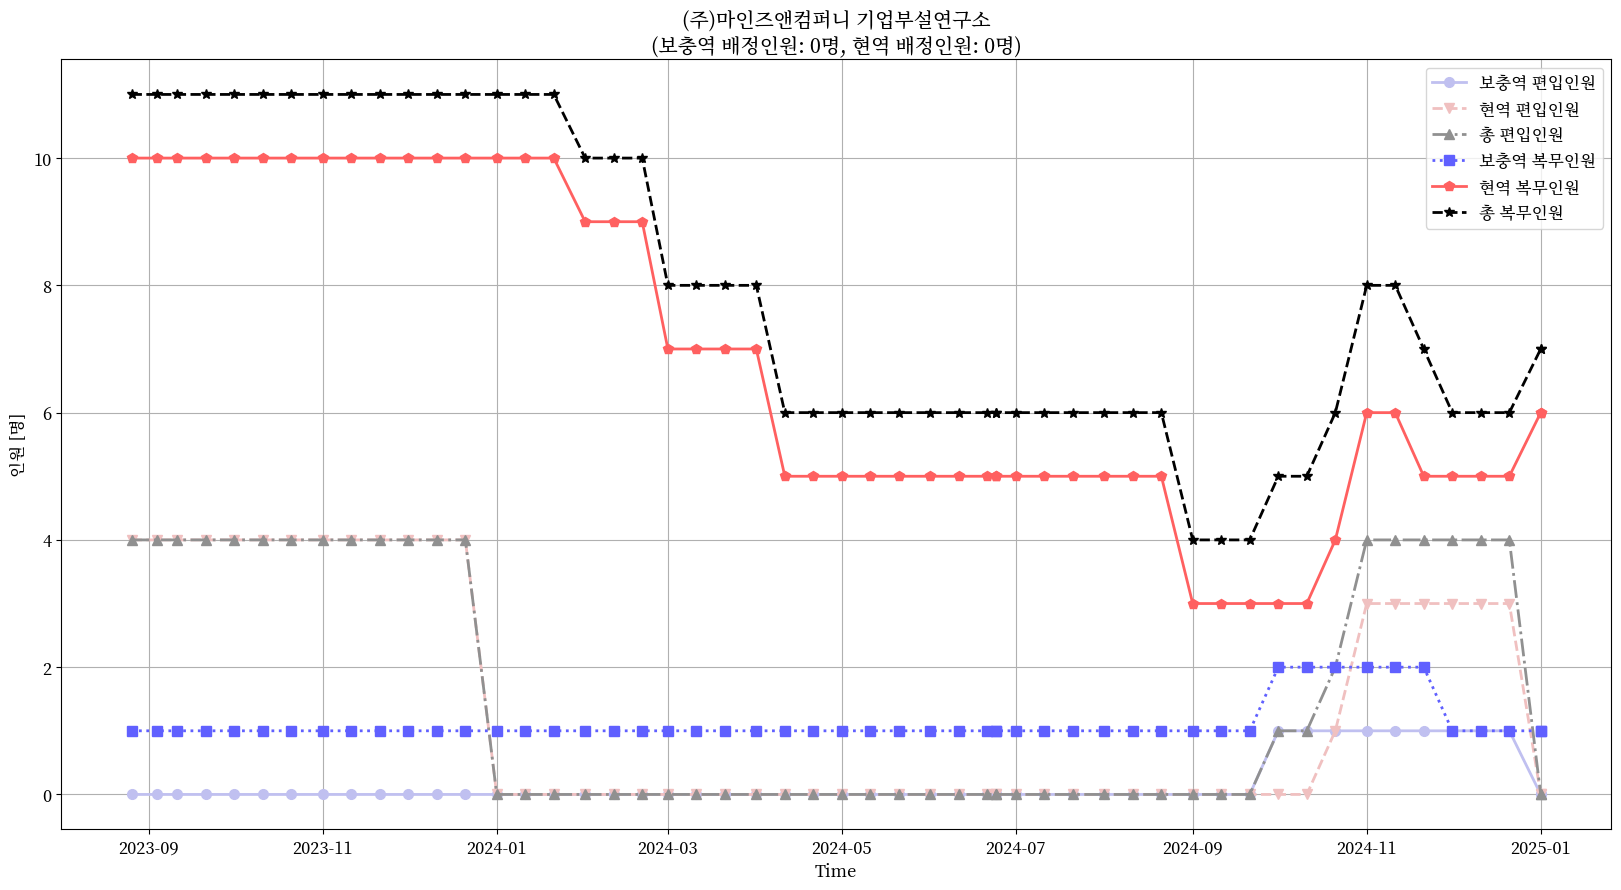 (주)마인즈앤컴퍼니 기업부설연구소
(보충역 배정인원: 0명, 현역 배정인원: 0명)
보충역 편입인원
현역 편입인원
총 편입인원
보충역 복무인원
현역 복무인원
총 복무인원
인원 [명]
10
8
6
4
2
0
2023-09
2023-11
2024-01
2024-03
2024-05
2024-07
2024-09
2024-11
2025-01
Time